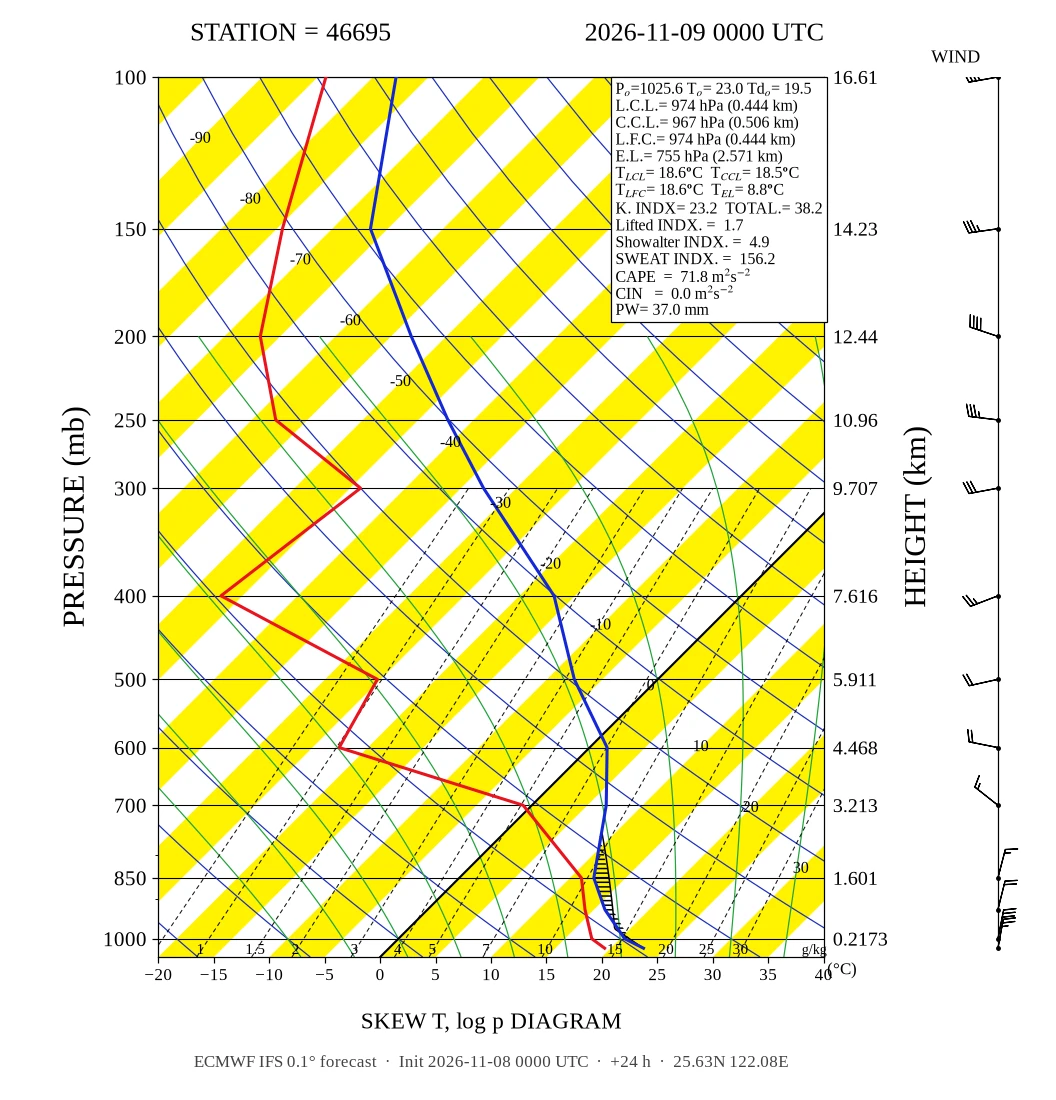 STATION = 46695
2026-11-09 0000 UTC
WIND
Pₒ=1025.6 Tₒ= 23.0 Tdₒ= 19.5
L.C.L.= 974 hPa (0.444 km)
C.C.L.= 967 hPa (0.506 km)
L.F.C.= 974 hPa (0.444 km)
E.L.= 755 hPa (2.571 km)
T_LCL= 18.6°C T_CCL= 18.5°C
T_LFC= 18.6°C T_EL= 8.8°C
K. INDX= 23.2 TOTAL.= 38.2
Lifted INDX. = 1.7
Showalter INDX. = 4.9
SWEAT INDX. = 156.2
CAPE = 71.8 m²s⁻²
CIN = 0.0 m²s⁻²
PW= 37.0 mm
100 16.61
-90
-80
150 14.23
-70
-60
200 12.44
-50
250 10.96
-40
300 9.707
-30
-20
400 7.616
-10
500 5.911
0
600 4.468
10
700 3.213
20
850 1.601
30
1000 0.2173
PRESSURE (mb)
HEIGHT (km)
1 1.5 2 3 4 5 7 10 15 20 25 30 g/kg
−20 −15 −10 −5 0 5 10 15 20 25 30 35 40 (°C)
SKEW T, log p DIAGRAM
ECMWF IFS 0.1° forecast · Init 2026-11-08 0000 UTC · +24 h · 25.63N 122.08E